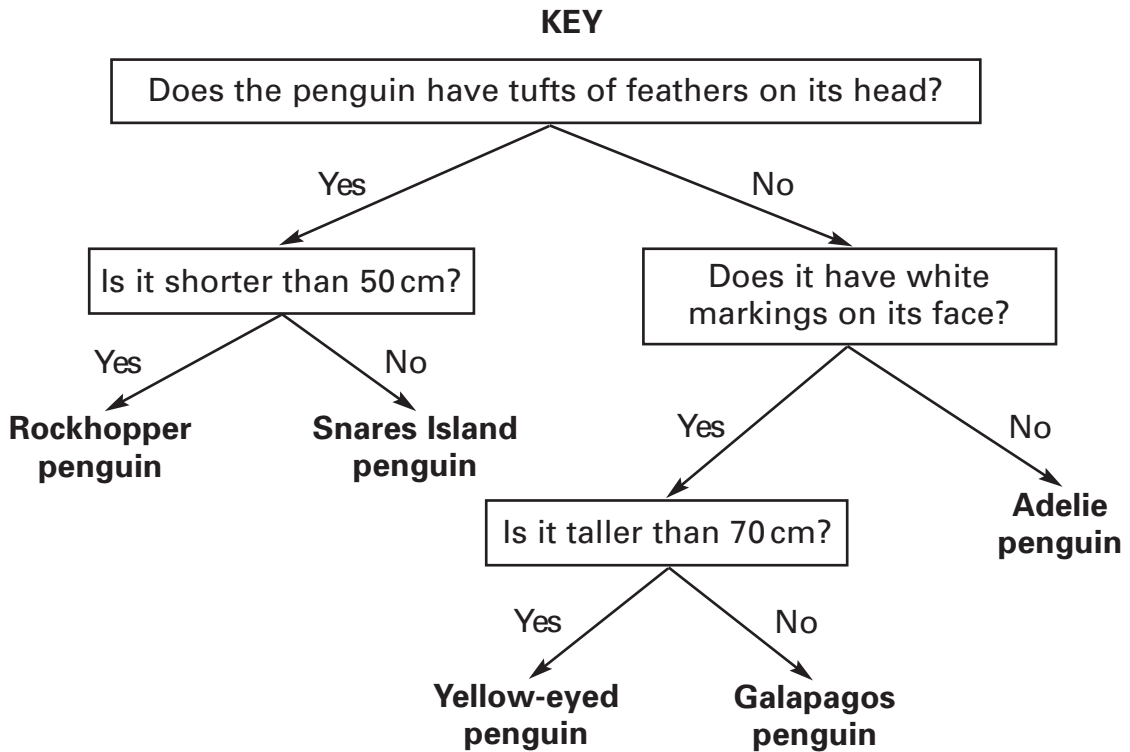 KEY
Does the penguin have tufts of feathers on its head?
Yes
No
Is it shorter than 50 cm?
Does it have white
markings on its face?
Yes
No
Rockhopper
penguin
Snares Island
penguin
Yes
No
Is it taller than 70 cm?
Adelie
penguin
Yes
No
Yellow-eyed
penguin
Galapagos
penguin